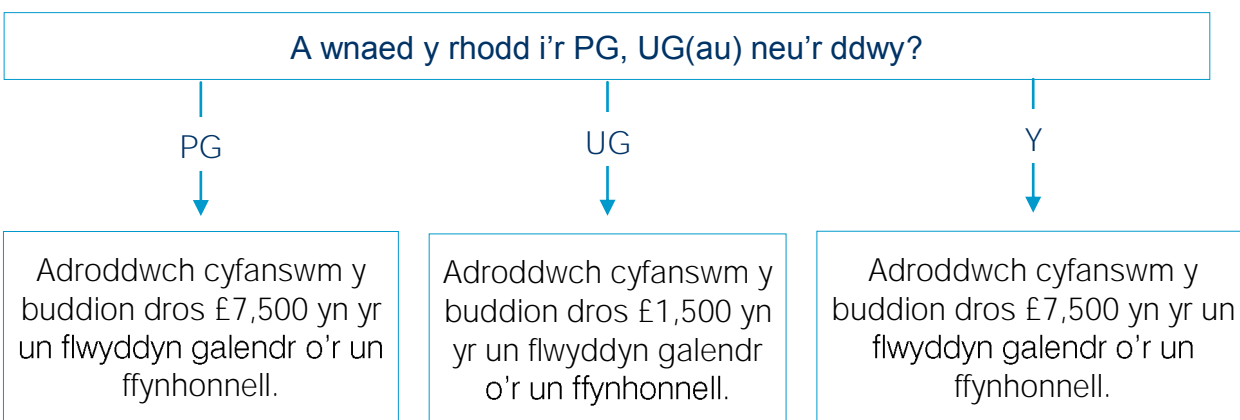 A wnaed y rhodd i'r PG, UG(au) neu'r ddwy?
PG
UG
Y
Adroddwch cyfanswm y
buddion dros £7,500 yn yr
un flwyddyn galendr o'r un
ffynhonnell.
Adroddwch cyfanswm y
buddion dros £1,500 yn
yr un flwyddyn galendr
o'r un ffynhonnell.
Adroddwch cyfanswm y
buddion dros £7,500 yn yr un
flwyddyn galendr o'r un
ffynhonnell.